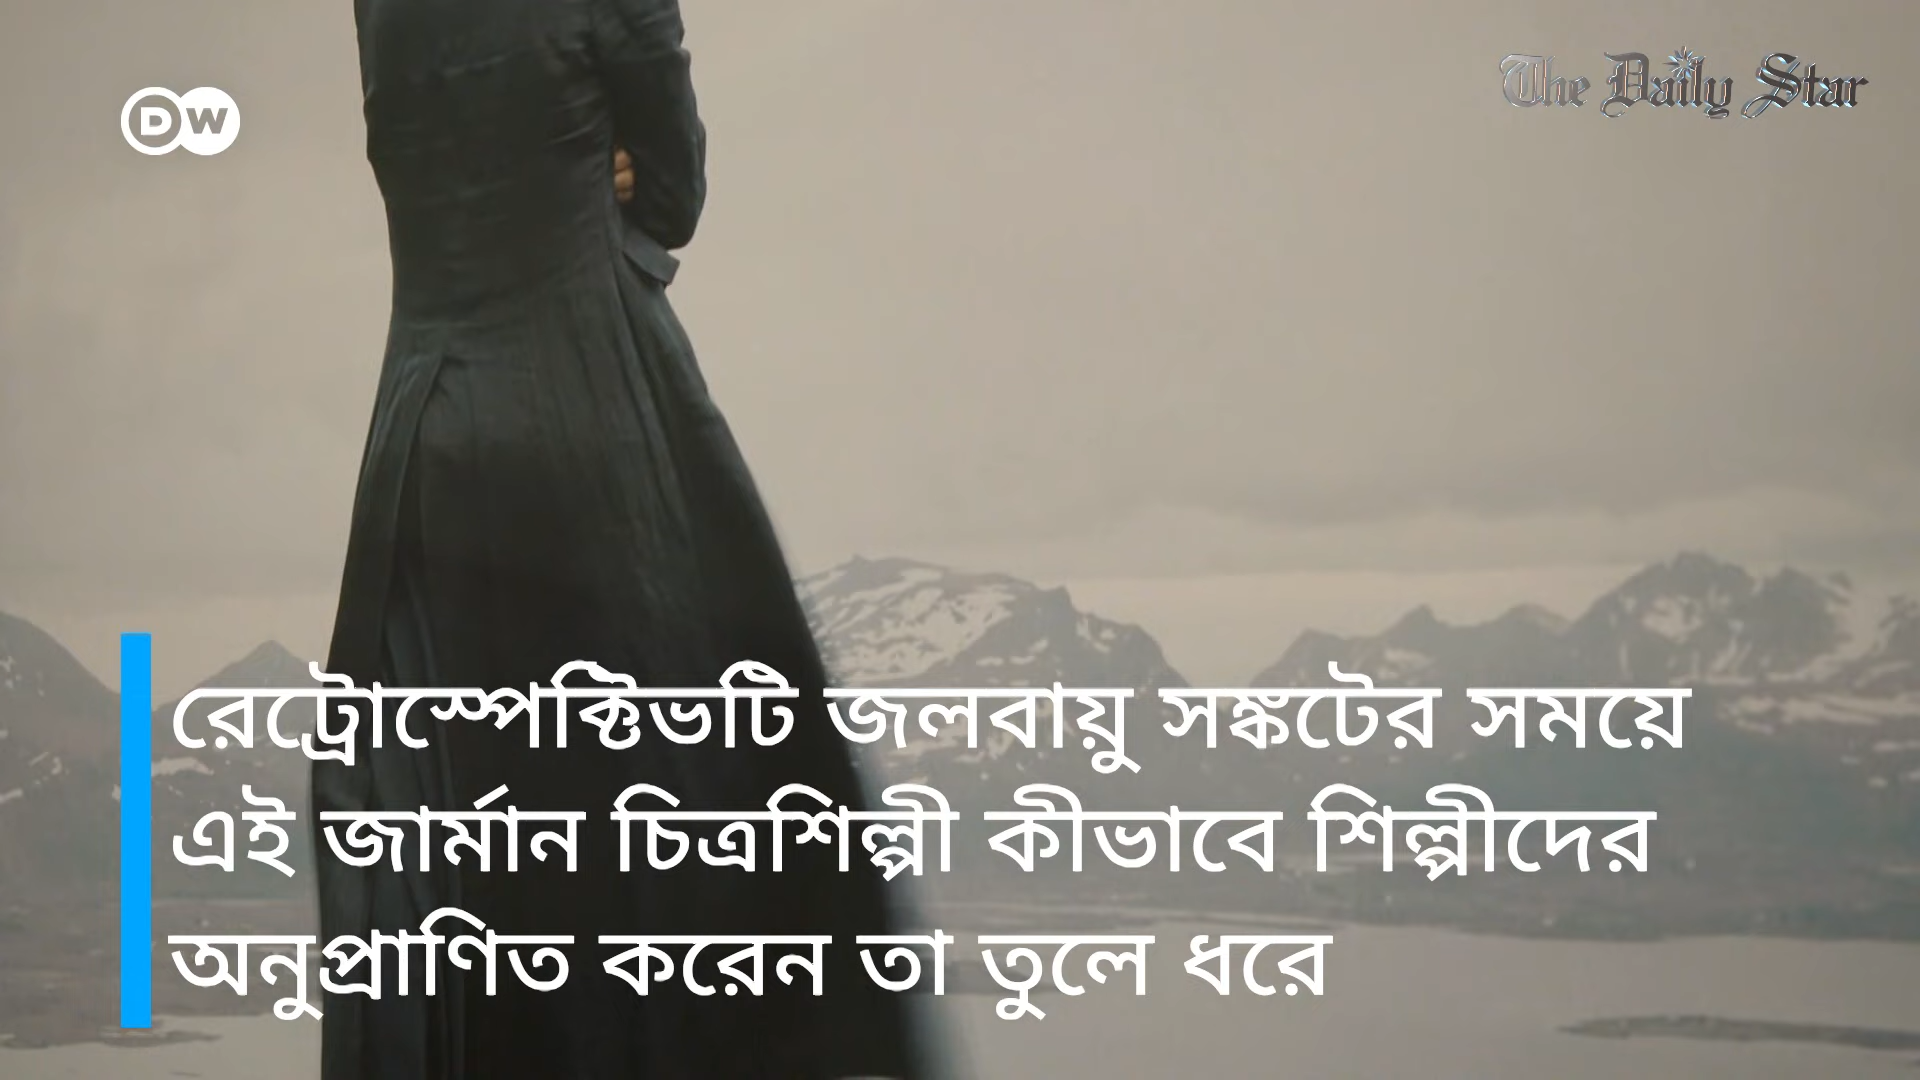 DW
The Daily Star
রেট্রোস্পেক্টিভটি জলবায়ু সঙ্কটের সময়ে
এই জার্মান চিত্রশিল্পী কীভাবে শিল্পীদের
অনুপ্রাণিত করেন তা তুলে ধরে